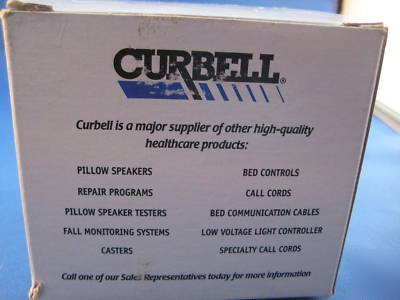 CURBELL®
Curbell is a major supplier of other high-quality
healthcare products:
PILLOW SPEAKERS
REPAIR PROGRAMS
PILLOW SPEAKER TESTERS
FALL MONITORING SYSTEMS
CASTERS
BED CONTROLS
CALL CORDS
BED COMMUNICATION CABLES
LOW VOLTAGE LIGHT CONTROLLER
SPECIALTY CALL CORDS
Call one of our Sales Representatives today for more information